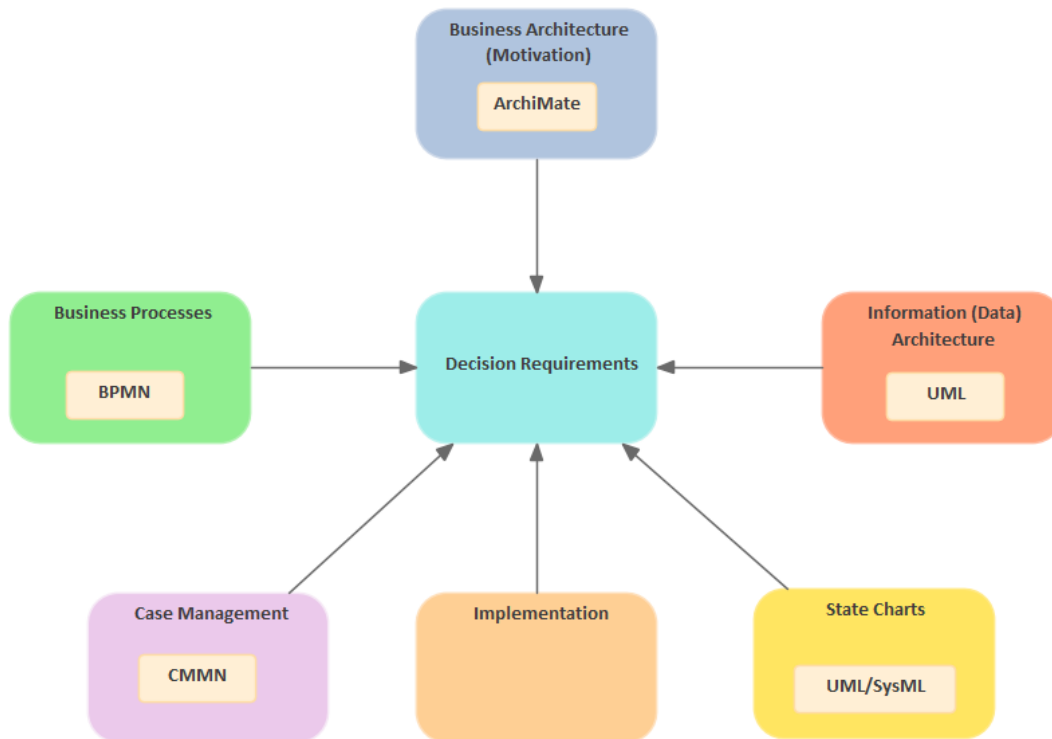 Business Architecture
(Motivation)
ArchiMate
Business Processes
BPMN
Decision Requirements
Information (Data)
Architecture
UML
Case Management
CMMN
Implementation
State Charts
UML/SysML